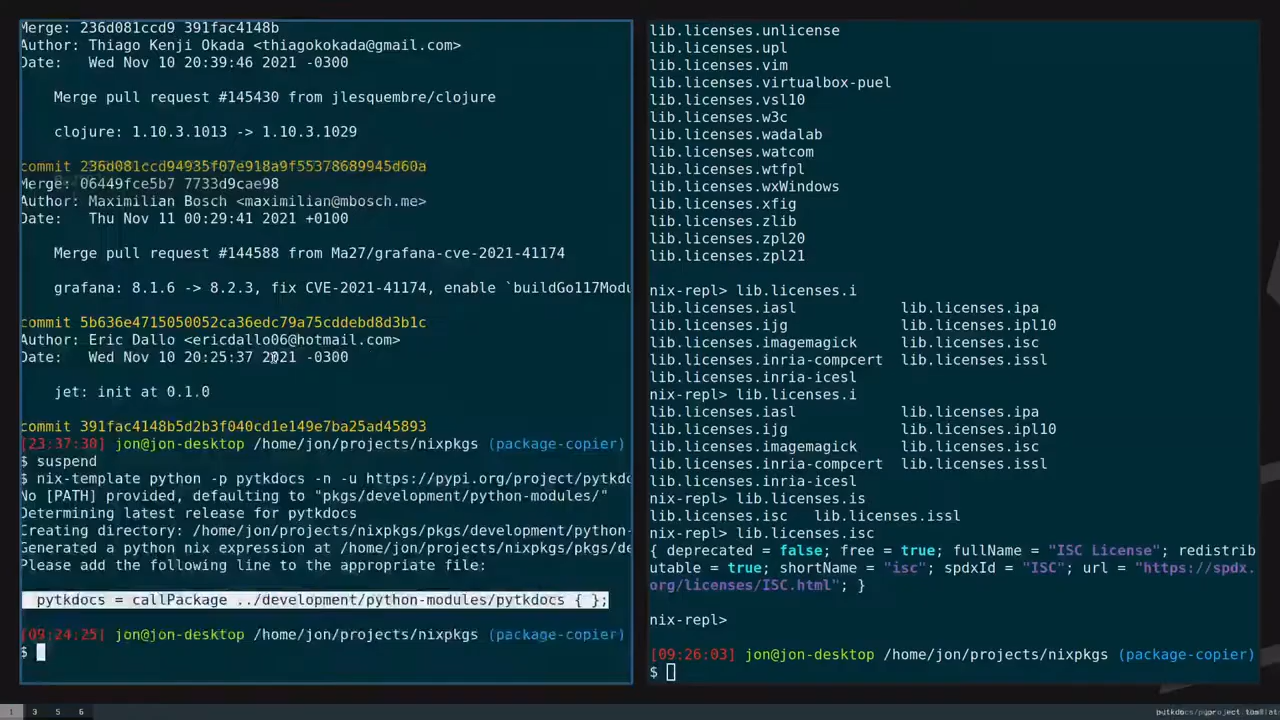 Merge: 236d081ccd9 391fac4148b
Author: Thiago Kenji Okada <thiagokokada@gmail.com>
Date:   Wed Nov 10 20:39:46 2021 -0300
Merge pull request #145430 from jlesquembre/clojure
clojure: 1.10.3.1013 -> 1.10.3.1029
commit 236d081ccd94935f07e918a9f55378689945d60a
Merge: 06449fce5b7 7733d9cae98
Author: Maximilian Bosch <maximilian@mbosch.me>
Date:   Thu Nov 11 00:29:41 2021 +0100
Merge pull request #144588 from Ma27/grafana-cve-2021-41174
grafana: 8.1.6 -> 8.2.3, fix CVE-2021-41174, enable `buildGo117Modu
commit 5b636e4715050052ca36edc79a75cddebd8d3b1c
Author: Eric Dallo <ericdallo06@hotmail.com>
Date:   Wed Nov 10 20:25:37 2021 -0300
jet: init at 0.1.0
commit 391fac4148b5d2b3f040cd1e149e7ba25ad45893
[23:37:30] jon@jon-desktop /home/jon/projects/nixpkgs (package-copier)
$ suspend
$ nix-template python -p pytkdocs -n -u https://pypi.org/project/pytkdo
No [PATH] provided, defaulting to "pkgs/development/python-modules/"
Determining latest release for pytkdocs
Creating directory: /home/jon/projects/nixpkgs/pkgs/development/python-
Generated a python nix expression at /home/jon/projects/nixpkgs/pkgs/de
Please add the following line to the appropriate file:
pytkdocs = callPackage ../development/python-modules/pytkdocs { };
[09:24:25] jon@jon-desktop /home/jon/projects/nixpkgs (package-copier)
$
lib.licenses.unlicense
lib.licenses.upl
lib.licenses.vim
lib.licenses.virtualbox-puel
lib.licenses.vsl10
lib.licenses.w3c
lib.licenses.wadalab
lib.licenses.watcom
lib.licenses.wtfpl
lib.licenses.wxWindows
lib.licenses.xfig
lib.licenses.zlib
lib.licenses.zpl20
lib.licenses.zpl21
nix-repl> lib.licenses.i
lib.licenses.iasl            lib.licenses.ipa
lib.licenses.ijg             lib.licenses.ipl10
lib.licenses.imagemagick     lib.licenses.isc
lib.licenses.inria-compcert  lib.licenses.issl
lib.licenses.inria-icesl
nix-repl> lib.licenses.i
lib.licenses.iasl            lib.licenses.ipa
lib.licenses.ijg             lib.licenses.ipl10
lib.licenses.imagemagick     lib.licenses.isc
lib.licenses.inria-compcert  lib.licenses.issl
lib.licenses.inria-icesl
nix-repl> lib.licenses.is
lib.licenses.isc   lib.licenses.issl
nix-repl> lib.licenses.isc
{ deprecated = false; free = true; fullName = "ISC License"; redistrib
utable = true; shortName = "isc"; spdxId = "ISC"; url = "https://spdx.
org/licenses/ISC.html"; }
nix-repl>
[09:26:03] jon@jon-desktop /home/jon/projects/nixpkgs (package-copier)
$
1 3 5 6